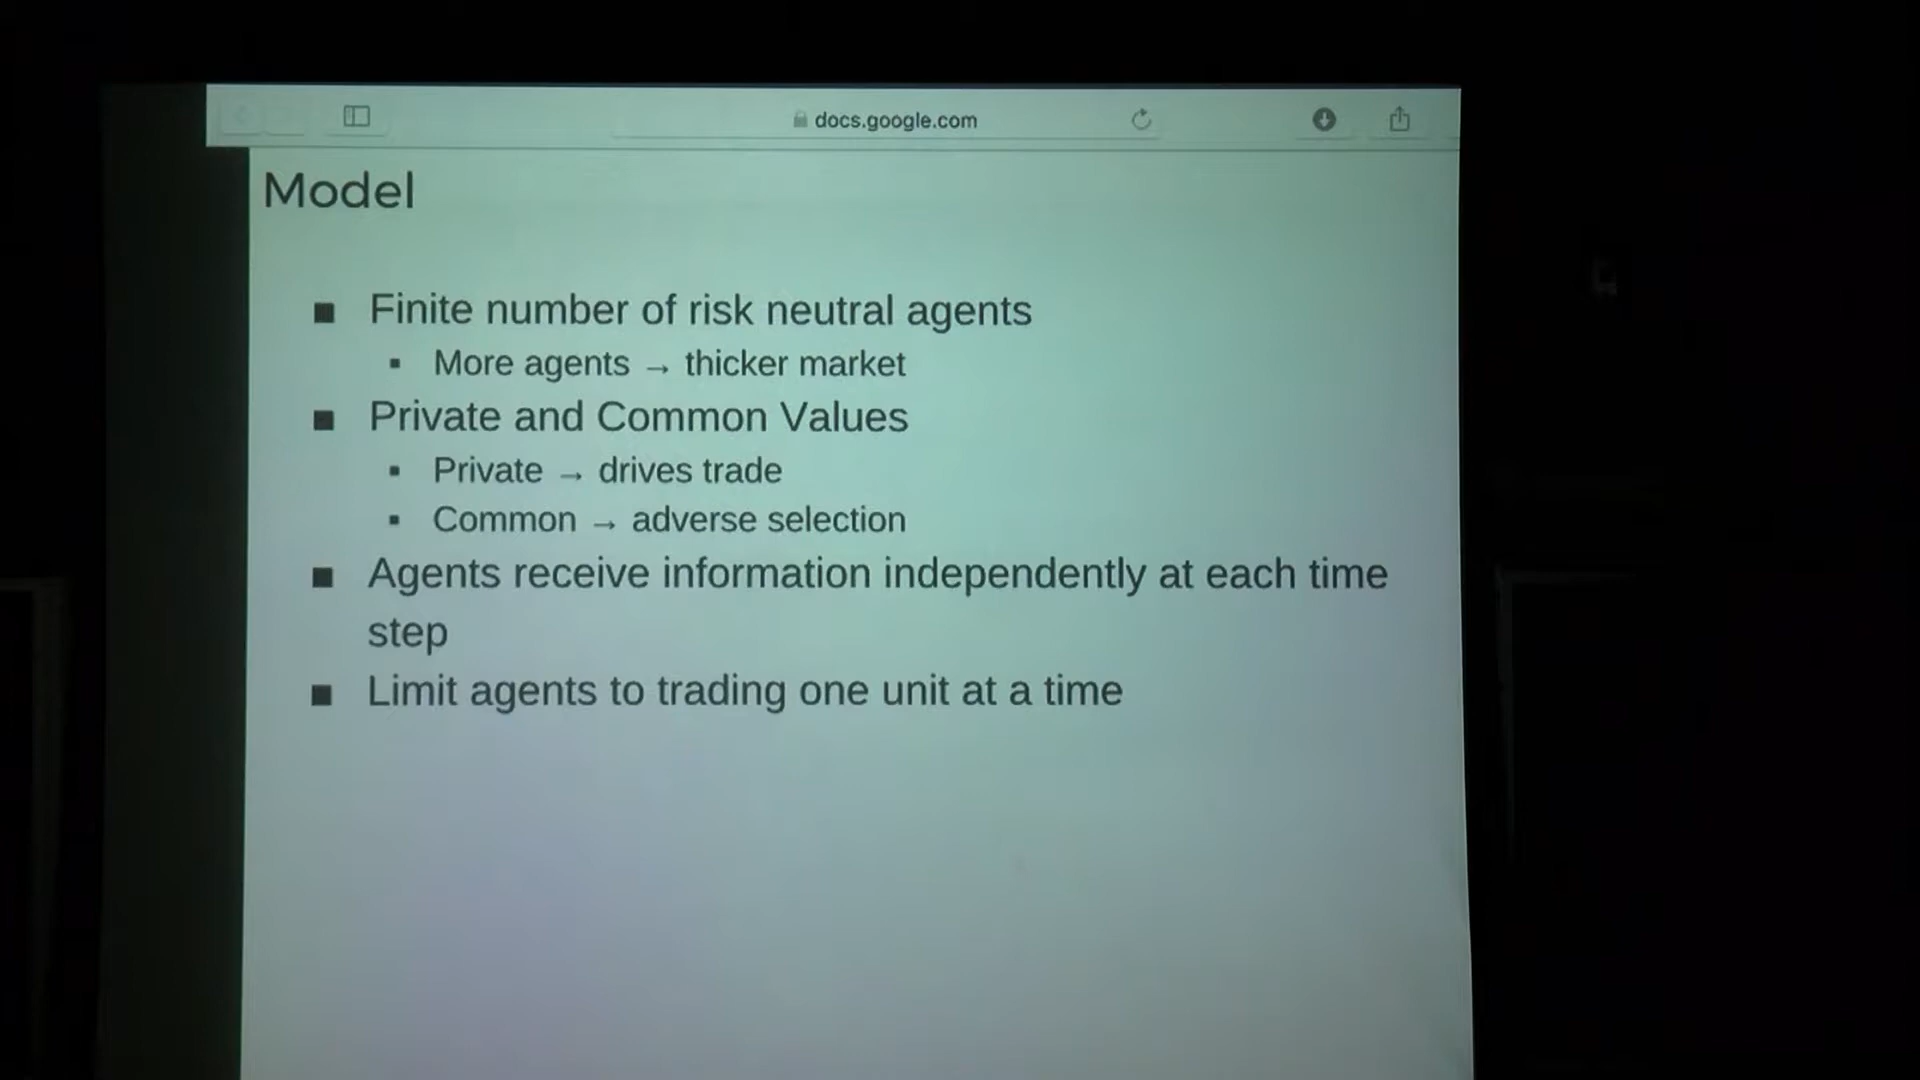 docs.google.com
Model
■ Finite number of risk neutral agents
▪ More agents → thicker market
■ Private and Common Values
▪ Private → drives trade
▪ Common → adverse selection
■ Agents receive information independently at each time
step
■ Limit agents to trading one unit at a time